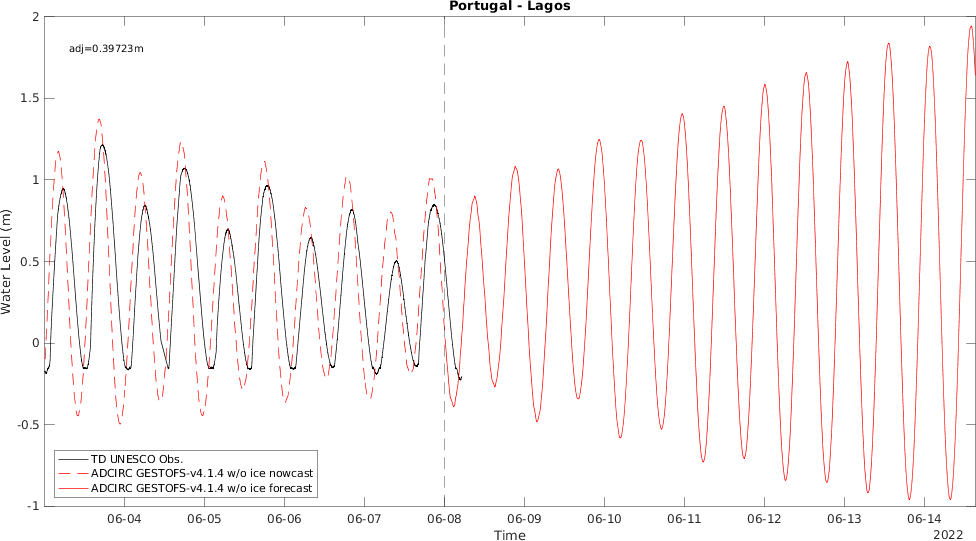 Portugal - Lagos
2
adj=0.39723m
1.5
1
0.5
0
-0.5
-1
Water Level (m)
TD UNESCO Obs.
ADCIRC GESTOFS-v4.1.4 w/o ice nowcast
ADCIRC GESTOFS-v4.1.4 w/o ice forecast
06-04 06-05 06-06 06-07 06-08 06-09 06-10 06-11 06-12 06-13 06-14
Time
2022